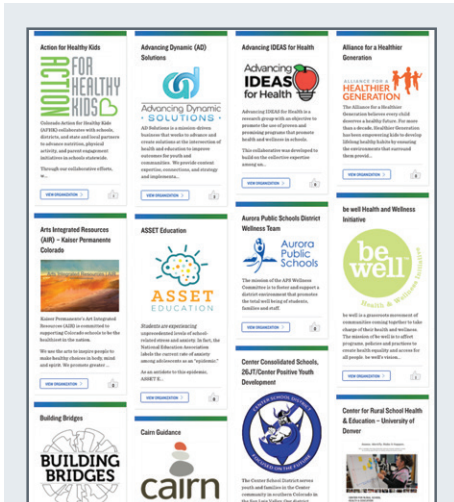 Action for Healthy Kids
ACTION
FOR
HEALTHY
KIDS
Colorado Action for Healthy Kids
(AFHK) collaborates with schools,
districts, and state and local partners
to advance nutrition, physical
activity, and parent engagement
initiatives in schools statewide.
Through our collaborative efforts,
w...
VIEW ORGANIZATION >
Arts Integrated Resources
(AIR) – Kaiser Permanente
Colorado
Kaiser Permanente's Art Integrated
Resources (AIR) is committed to
supporting Colorado schools to be the
healthiest in the nation.
We use the arts to inspire people to
make healthy choices in body, mind
and spirit. We promote greater ...
VIEW ORGANIZATION >
Building Bridges
BUILDING
BRIDGES
Advancing Dynamic (AD)
Solutions
Advancing Dynamic
• SOLUTIONS •
AD Solutions is a mission-driven
business that works to advance and
create solutions at the intersection of
health and education to improve
outcomes for youth and
communities. We provide content
expertise, connections, and strategy
and implementa...
VIEW ORGANIZATION >
ASSET Education
ASSET
EDUCATION
Students are experiencing
unprecedented levels of school-
related stress and anxiety. In fact, the
National Education Association
labels the current rate of anxiety
among adolescents as an "epidemic."
As an antidote to this epidemic,
ASSET E...
VIEW ORGANIZATION >
Cairn Guidance
cairn
Advancing IDEAS for Health
Advancing
IDEAS
for Health
Advancing IDEAS for Health is a
research group with an objective to
promote the use of proven and
promising programs that promote
health and wellness in schools.
This collaborative was developed to
build on the collective expertise
among our...
VIEW ORGANIZATION >
Aurora Public Schools District
Wellness Team
Aurora
Public
Schools
The mission of the APS Wellness
Committee is to foster and support a
district environment that promotes
the total well being of students,
families and staff.
VIEW ORGANIZATION >
Center Consolidated Schools,
26JT/Center Positive Youth
Development
CENTER SCHOOL DISTRICT
FOCUSED ON THE FUTURE
The Center School District serves
youth and families in the Center
community in southern Colorado in
the San Luis Valley. Our district
Alliance for a Healthier
Generation
ALLIANCE FOR A
HEALTHIER
GENERATION
The Alliance for a Healthier
Generation believes every child
deserves a healthy future. For more
than a decade, Healthier Generation
has been empowering kids to develop
lifelong healthy habits by ensuring
the environments that surround
them provid...
VIEW ORGANIZATION >
be well Health and Wellness
Initiative
be
well
Health & Wellness Initiative
be well is a grassroots movement of
communities coming together to take
charge of their health and wellness.
The mission of be well is to affect
programs, policies and practices to
create health equality and access for
all people. be well's vision...
VIEW ORGANIZATION >
Center for Rural School Health
& Education – University of
Denver